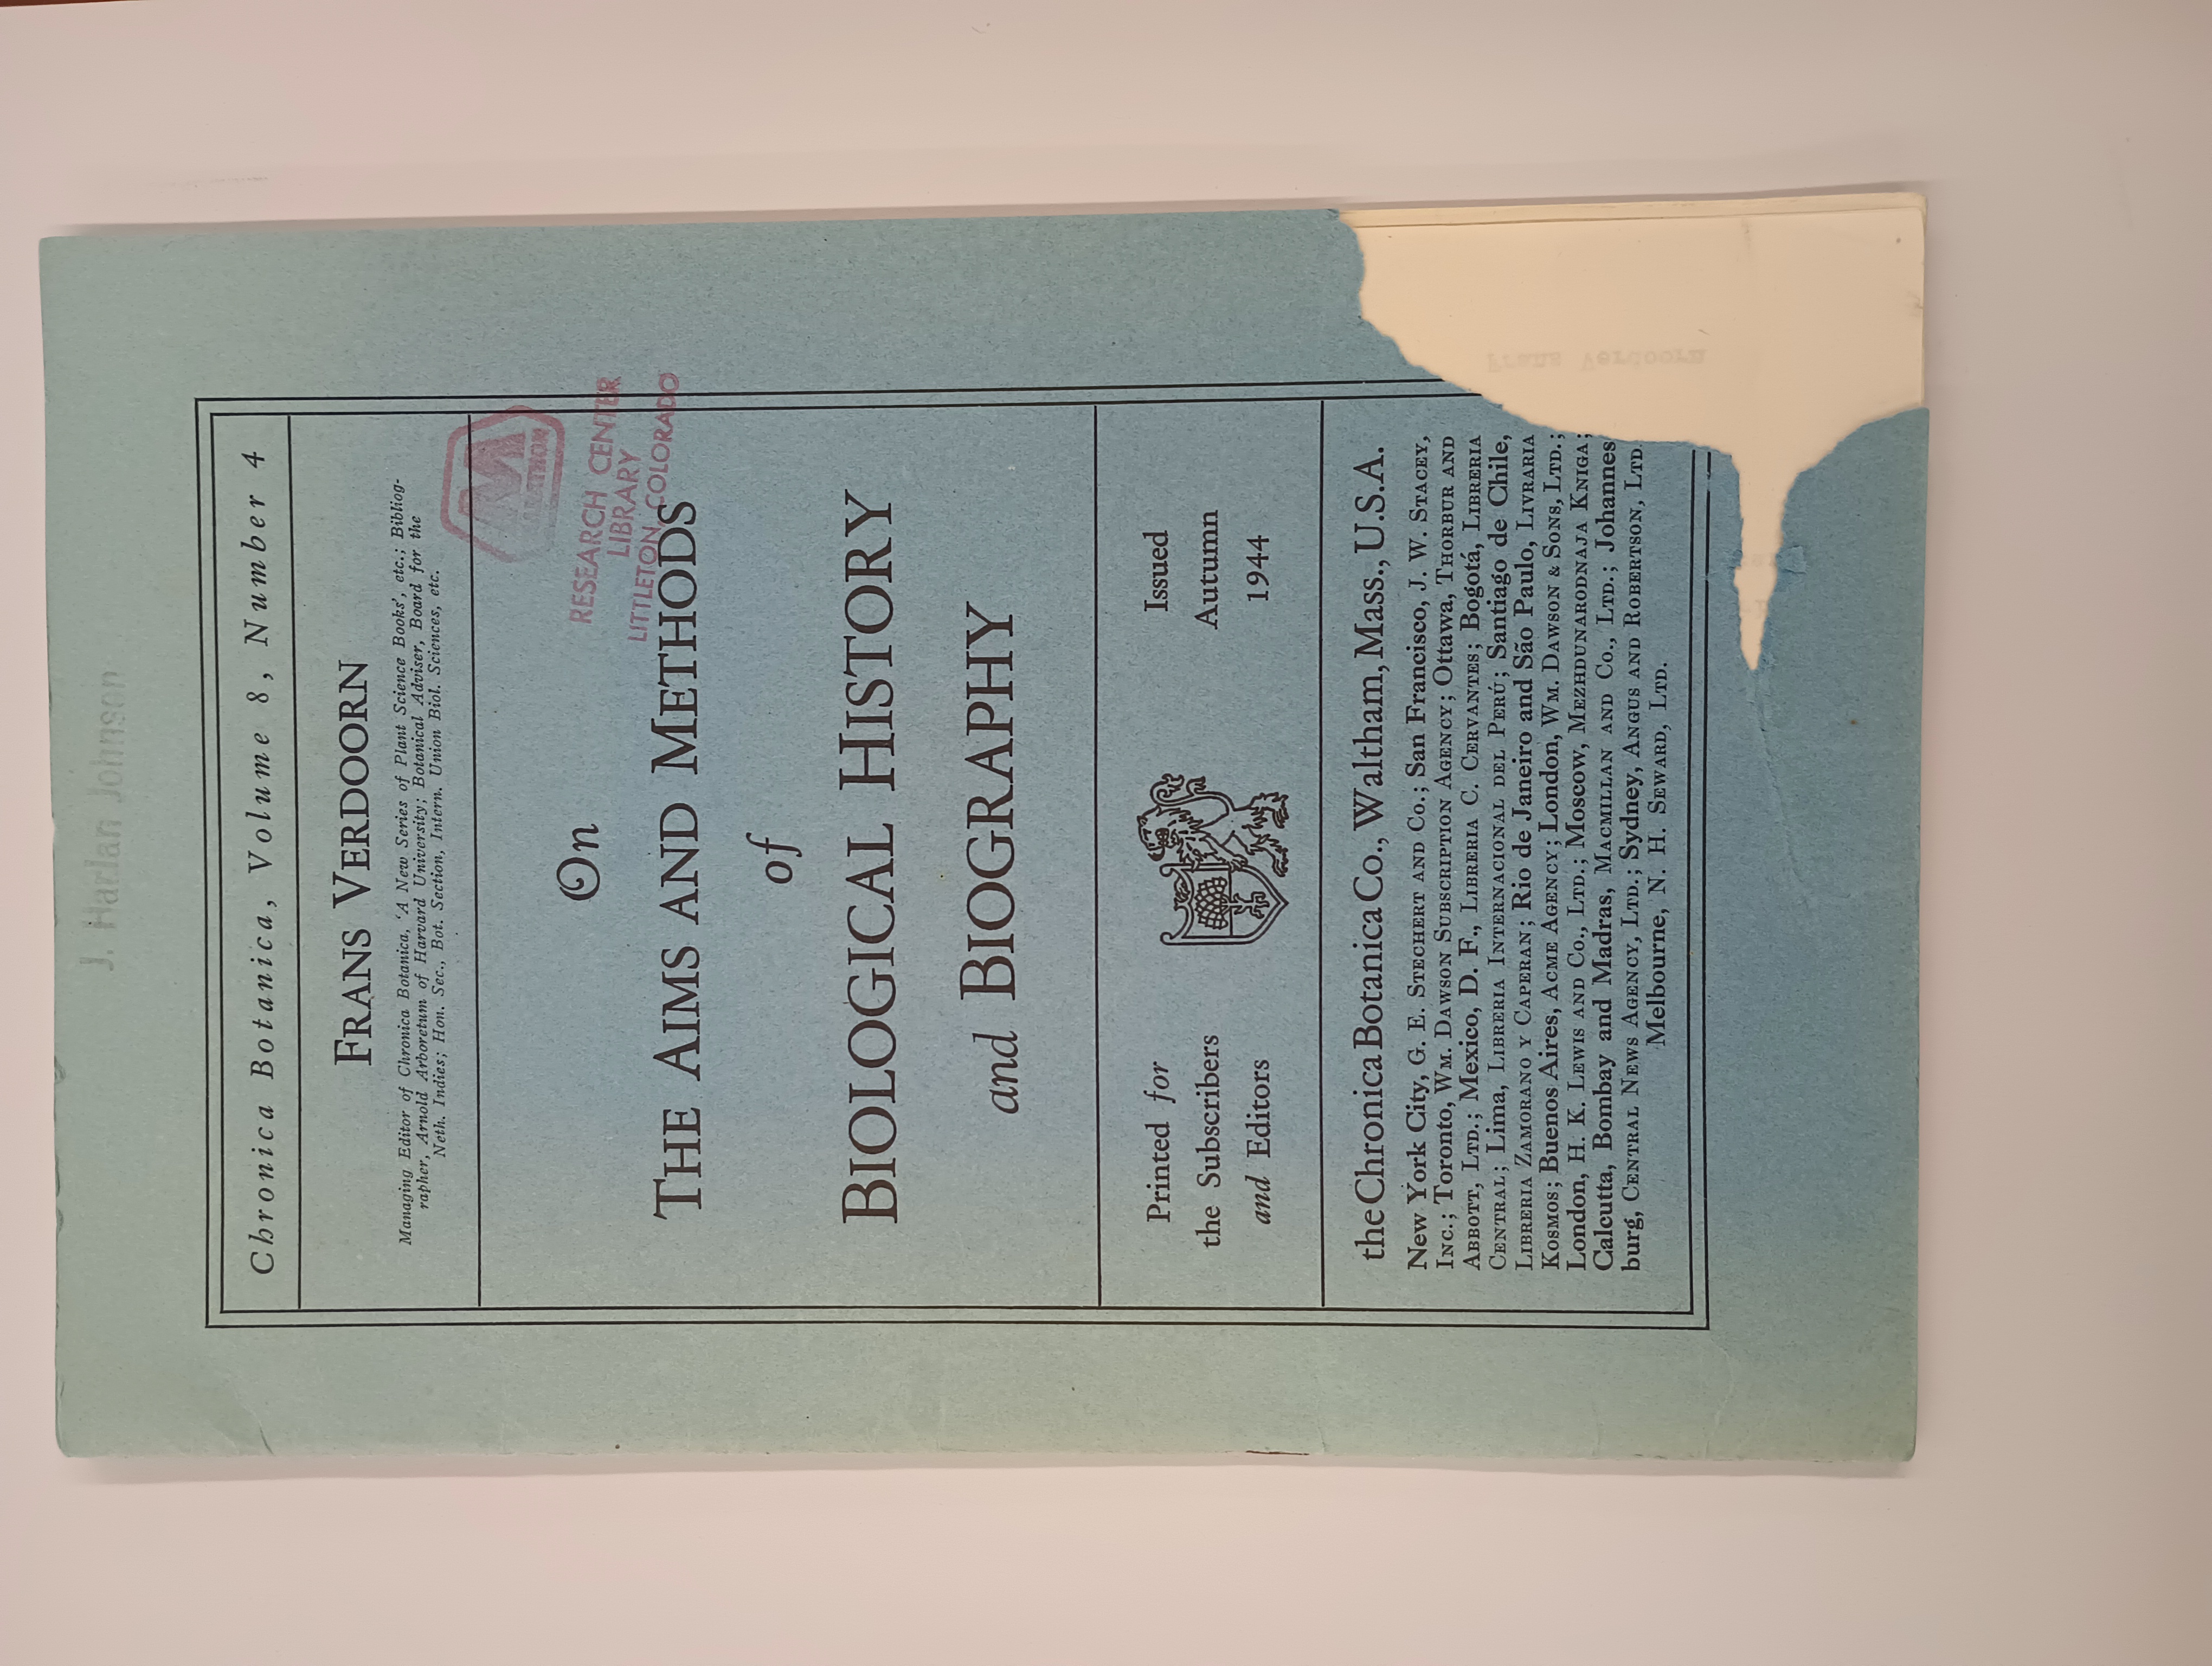 J. Harlan Johnson
Chronica Botanica, Volume 8, Number 4
FRANS VERDOORN
Managing Editor of Chronica Botanica, 'A New Series of Plant Science Books', etc.; Bibliog-
rapher, Arnold Arboretum of Harvard University; Botanical Adviser, Board for the
Neth. Indies; Hon. Sec., Bot. Section, Intern. Union Biol. Sciences, etc.
M
MARATHON
RESEARCH CENTER
LIBRARY
LITTLETON COLORADO
On
THE AIMS AND METHODS
of
BIOLOGICAL HISTORY
and BIOGRAPHY
Printed for
the Subscribers
and Editors
Issued
Autumn
1944
the Chronica Botanica Co., Waltham, Mass., U.S.A.
New York City, G. E. STECHERT AND CO.; San Francisco, J. W. STACEY,
INC.; Toronto, WM. DAWSON SUBSCRIPTION AGENCY; Ottawa, THORBUR AND
ABBOTT, LTD.; Mexico, D. F., LIBRERIA C. CERVANTES; Bogotá, LIBRERIA
CENTRAL; Lima, LIBRERIA INTERNACIONAL DEL PERÚ; Santiago de Chile,
LIBRERIA ZAMORANO Y CAPERAN; Rio de Janeiro and São Paulo, LIVRARIA
KOSMOS; Buenos Aires, ACME AGENCY; London, WM. DAWSON & SONS, LTD.;
London, H. K. LEWIS AND CO., LTD.; Moscow, MEZHDUNARODNAJA KNIGA;
Calcutta, Bombay and Madras, MACMILLAN AND CO., LTD.; Johannes
burg, CENTRAL NEWS AGENCY, LTD.; Sydney, ANGUS AND ROBERTSON, LTD
Melbourne, N. H. SEWARD, LTD.
Frans Verdoorn